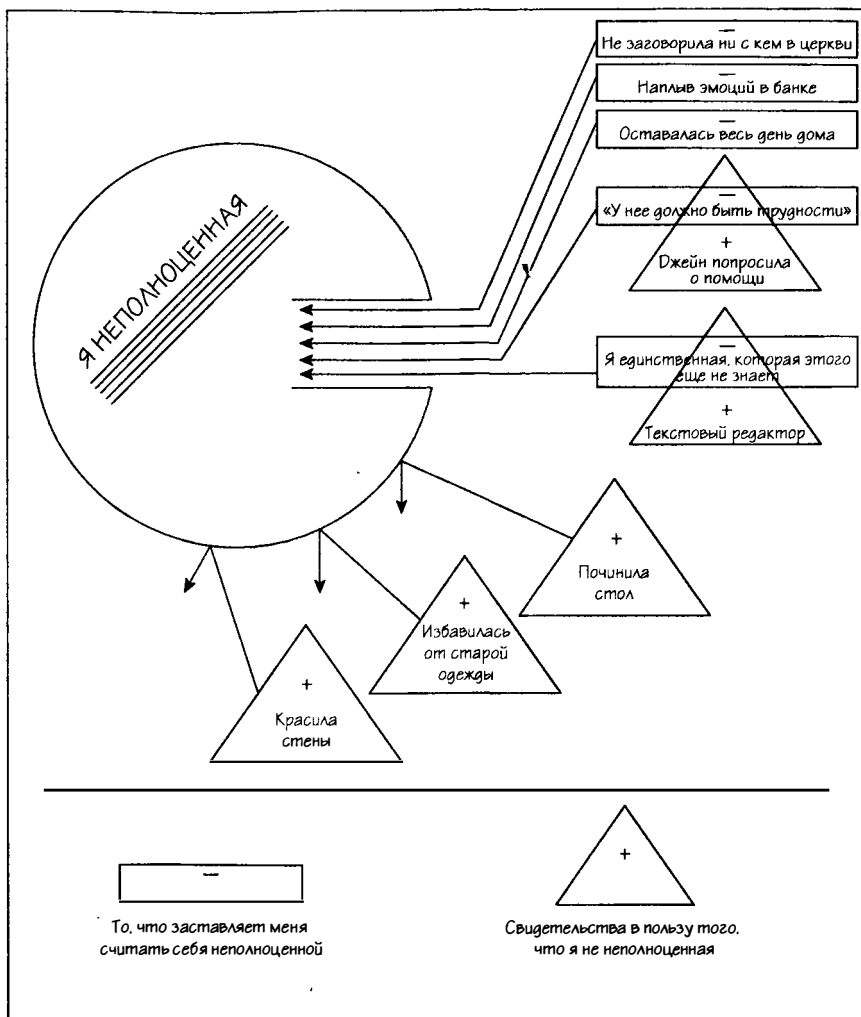 —
Не заговорила ни с кем в церкви
—
Наплыв эмоций в банке
—
Оставалась весь день дома
—
«У нее должно быть трудности»
+
Джейн попросила
о помощи
—
Я единственная, которая этого
еще не знает
+
Текстовый редактор
Я НЕПОЛНОЦЕННАЯ
+
Починила
стол
+
Избавилась
от старой
одежды
+
Красила
стены
—
То, что заставляет меня
считать себя неполноценной
+
Свидетельства в пользу того,
что я не неполноценная